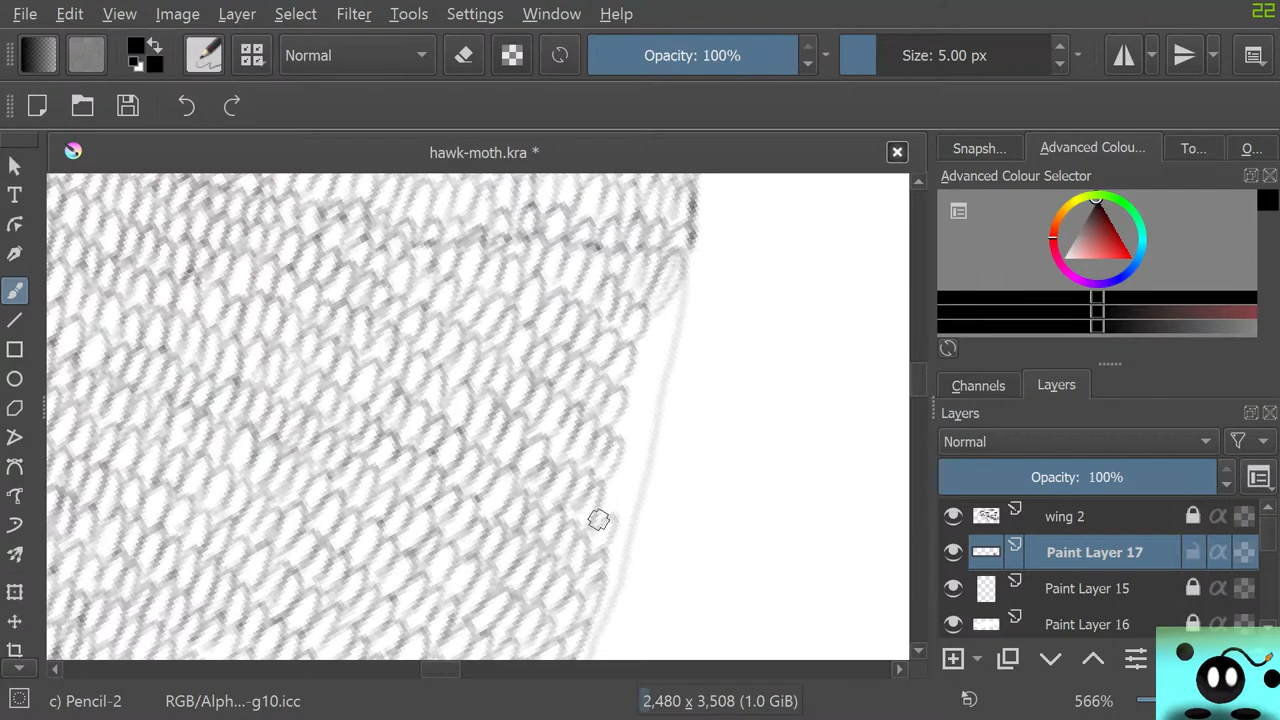 File Edit View Image Layer Select Filter Tools Settings Window Help 22
Normal Opacity: 100% Size: 5.00 px
hawk-moth.kra *
Snapsh... Advanced Colou... To... O...
Advanced Colour Selector
Channels Layers
Layers
Normal
Opacity: 100%
wing 2
Paint Layer 17
Paint Layer 15
Paint Layer 16
c) Pencil-2 RGB/Alph...-g10.icc 2,480 x 3,508 (1.0 GiB) 566%